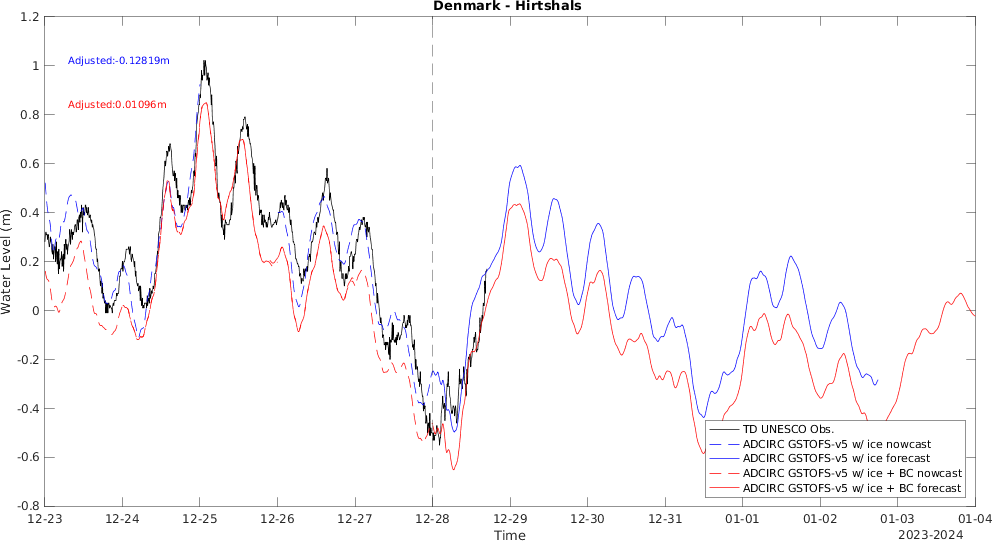 Denmark - Hirtshals
1.2
1
0.8
0.6
0.4
0.2
0
-0.2
-0.4
-0.6
-0.8
Water Level (m)
Adjusted:-0.12819m
Adjusted:0.01096m
TD UNESCO Obs.
ADCIRC GSTOFS-v5 w/ ice nowcast
ADCIRC GSTOFS-v5 w/ ice forecast
ADCIRC GSTOFS-v5 w/ ice + BC nowcast
ADCIRC GSTOFS-v5 w/ ice + BC forecast
12-23 12-24 12-25 12-26 12-27 12-28 12-29 12-30 12-31 01-01 01-02 01-03 01-04
Time
2023-2024